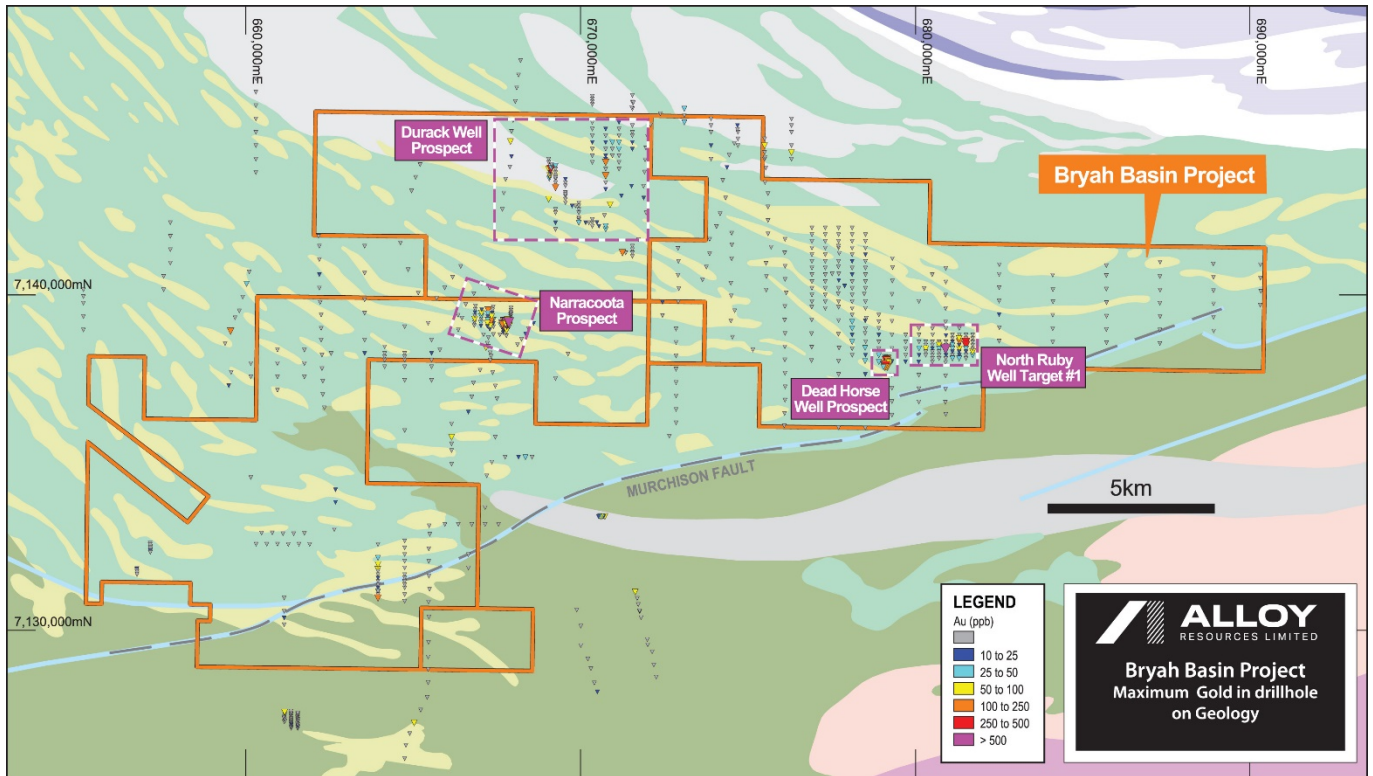 660,000mE
670,000mE
680,000mE
690,000mE
Durack Well
Prospect
Bryah Basin Project
7,140,000mN
Narracoota
Prospect
North Ruby
Well Target #1
Dead Horse
Well Prospect
MURCHISON FAULT
5km
7,130,000mN
LEGEND
Au (ppb)
10 to 25
25 to 50
50 to 100
100 to 250
250 to 500
> 500
ALLOY
RESOURCES LIMITED
Bryah Basin Project
Maximum Gold in drillhole
on Geology